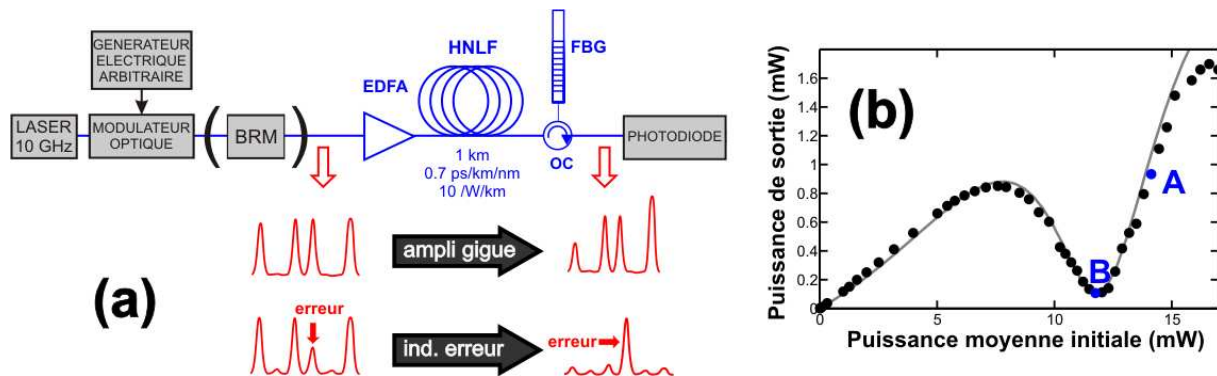 GENERATEUR
ELECTRIQUE
ARBITRAIRE
LASER
10 GHz
MODULATEUR
OPTIQUE
( BRM )
EDFA
HNLF
1 km
0.7 ps/km/nm
10 /W/km
FBG
OC
PHOTODIODE
ampli gigue
(a)
erreur
ind. erreur
erreur
(b)
Puissance de sortie (mW)
1.6
1.4
1.2
1
0.8
0.6
0.4
0.2
0
A
B
0 5 10 15
Puissance moyenne initiale (mW)